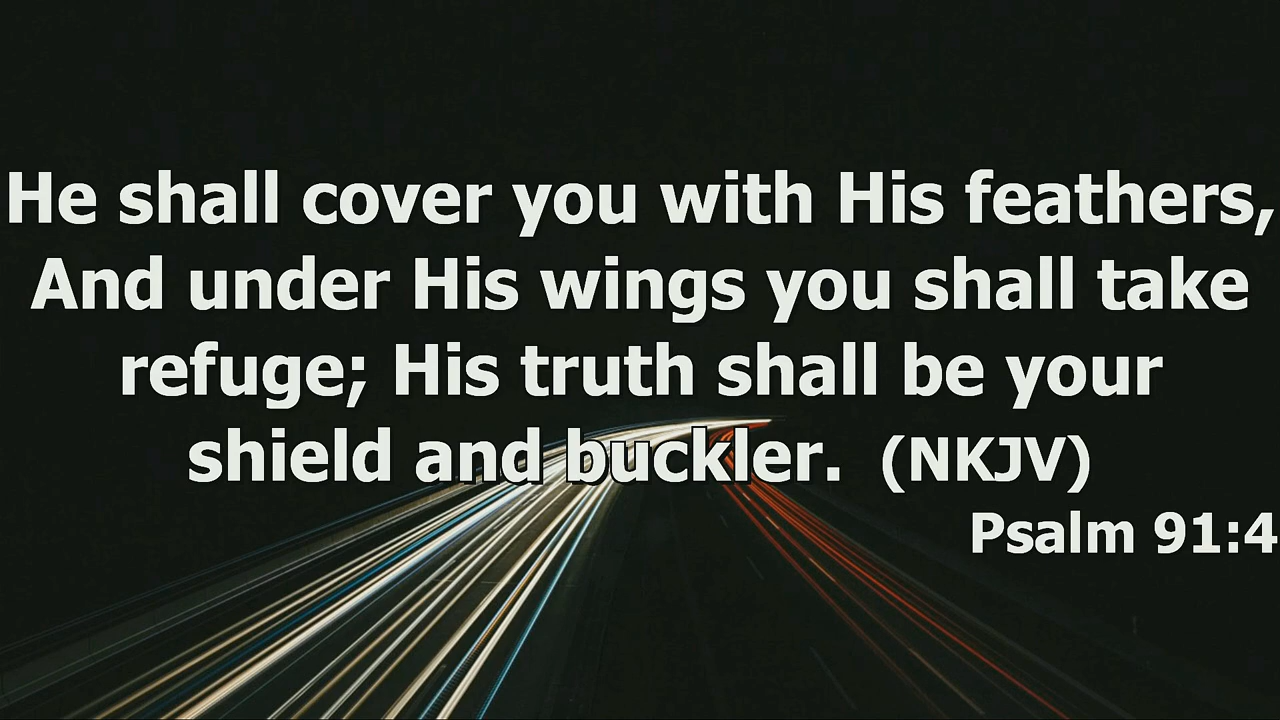 He shall cover you with His feathers,
And under His wings you shall take
refuge; His truth shall be your
shield and buckler.  (NKJV)
Psalm 91:4